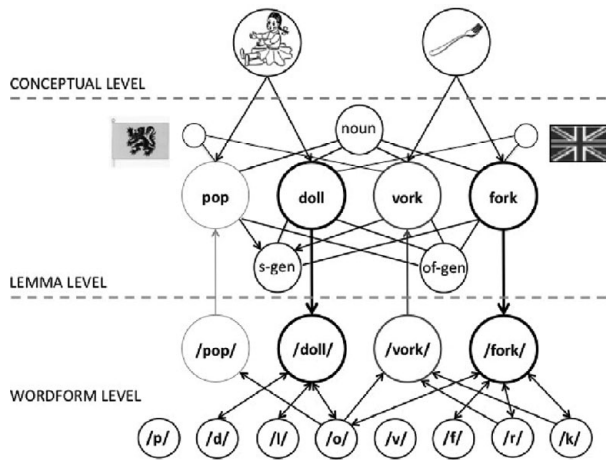 CONCEPTUAL LEVEL
noun
pop doll vork fork
s-gen of-gen
LEMMA LEVEL
/pop/ /doll/ /vork/ /fork/
WORDFORM LEVEL
/p/ /d/ /l/ /o/ /v/ /f/ /r/ /k/